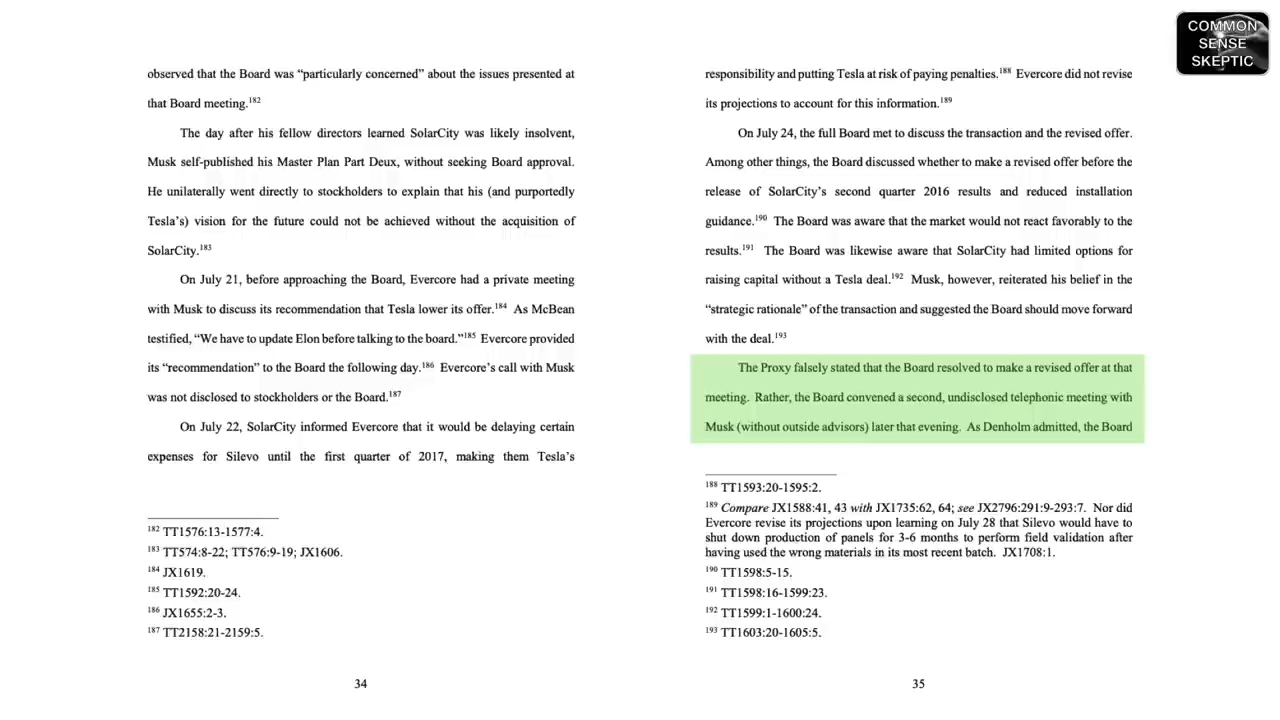 COMMON
SENSE
SKEPTIC
observed that the Board was “particularly concerned” about the issues presented at
that Board meeting.182
The day after his fellow directors learned SolarCity was likely insolvent,
Musk self-published his Master Plan Part Deux, without seeking Board approval.
He unilaterally went directly to stockholders to explain that his (and purportedly
Tesla’s) vision for the future could not be achieved without the acquisition of
SolarCity.183
On July 21, before approaching the Board, Evercore had a private meeting
with Musk to discuss its recommendation that Tesla lower its offer.184 As McBean
testified, “We have to update Elon before talking to the board.”185 Evercore provided
its “recommendation” to the Board the following day.186 Evercore’s call with Musk
was not disclosed to stockholders or the Board.187
On July 22, SolarCity informed Evercore that it would be delaying certain
expenses for Silevo until the first quarter of 2017, making them Tesla’s
182 TT1576:13-1577:4.
183 TT574:8-22; TT576:9-19; JX1606.
184 JX1619.
185 TT1592:20-24.
186 JX1655:2-3.
187 TT2158:21-2159:5.
34
responsibility and putting Tesla at risk of paying penalties.188 Evercore did not revise
its projections to account for this information.189
On July 24, the full Board met to discuss the transaction and the revised offer.
Among other things, the Board discussed whether to make a revised offer before the
release of SolarCity’s second quarter 2016 results and reduced installation
guidance.190 The Board was aware that the market would not react favorably to the
results.191 The Board was likewise aware that SolarCity had limited options for
raising capital without a Tesla deal.192 Musk, however, reiterated his belief in the
“strategic rationale” of the transaction and suggested the Board should move forward
with the deal.193
The Proxy falsely stated that the Board resolved to make a revised offer at that
meeting. Rather, the Board convened a second, undisclosed telephonic meeting with
Musk (without outside advisors) later that evening. As Denholm admitted, the Board
188 TT1593:20-1595:2.
189 Compare JX1588:41, 43 with JX1735:62, 64; see JX2796:291:9-293:7. Nor did
Evercore revise its projections upon learning on July 28 that Silevo would have to
shut down production of panels for 3-6 months to perform field validation after
having used the wrong materials in its most recent batch. JX1708:1.
190 TT1598:5-15.
191 TT1598:16-1599:23.
192 TT1599:1-1600:24.
193 TT1603:20-1605:5.
35